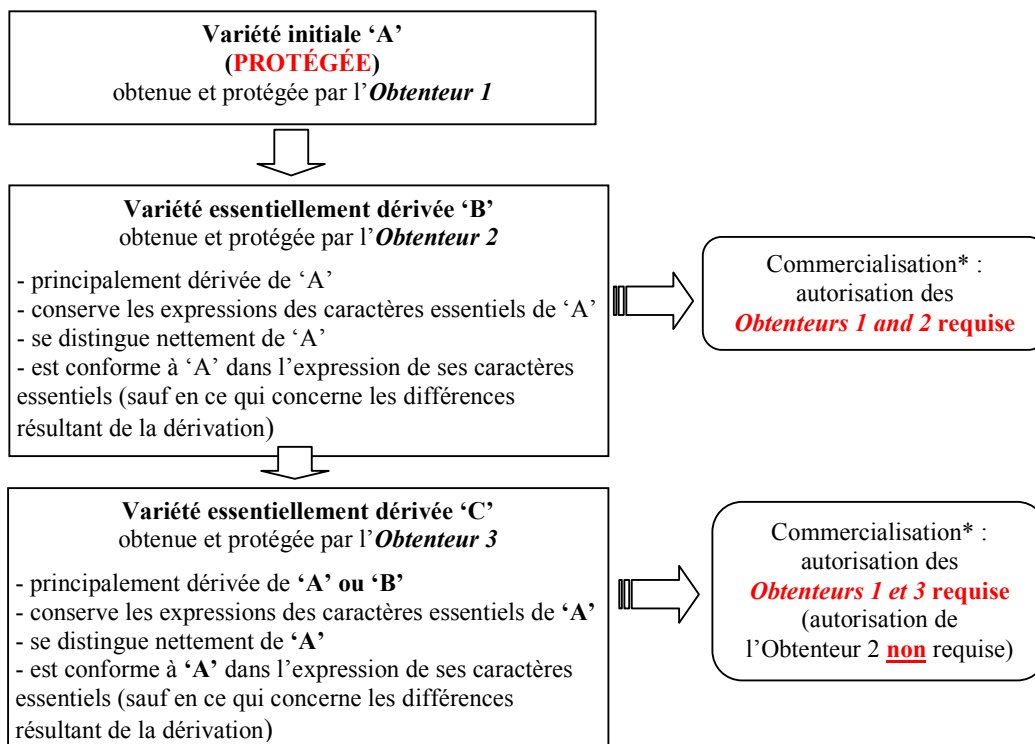 Variété initiale ‘A’
(PROTÉGÉE)
obtenue et protégée par l’Obtenteur 1
Variété essentiellement dérivée ‘B’
obtenue et protégée par l’Obtenteur 2
- principalement dérivée de ‘A’
- conserve les expressions des caractères essentiels de ‘A’
- se distingue nettement de ‘A’
- est conforme à ‘A’ dans l’expression de ses caractères
essentiels (sauf en ce qui concerne les différences
résultant de la dérivation)
Commercialisation* :
autorisation des
Obtenteurs 1 and 2 requise
Variété essentiellement dérivée ‘C’
obtenue et protégée par l’Obtenteur 3
- principalement dérivée de ‘A’ ou ‘B’
- conserve les expressions des caractères essentiels de ‘A’
- se distingue nettement de ‘A’
- est conforme à ‘A’ dans l’expression de ses caractères
essentiels (sauf en ce qui concerne les différences
résultant de la dérivation)
Commercialisation* :
autorisation des
Obtenteurs 1 et 3 requise
(autorisation de
l’Obtenteur 2 non requise)